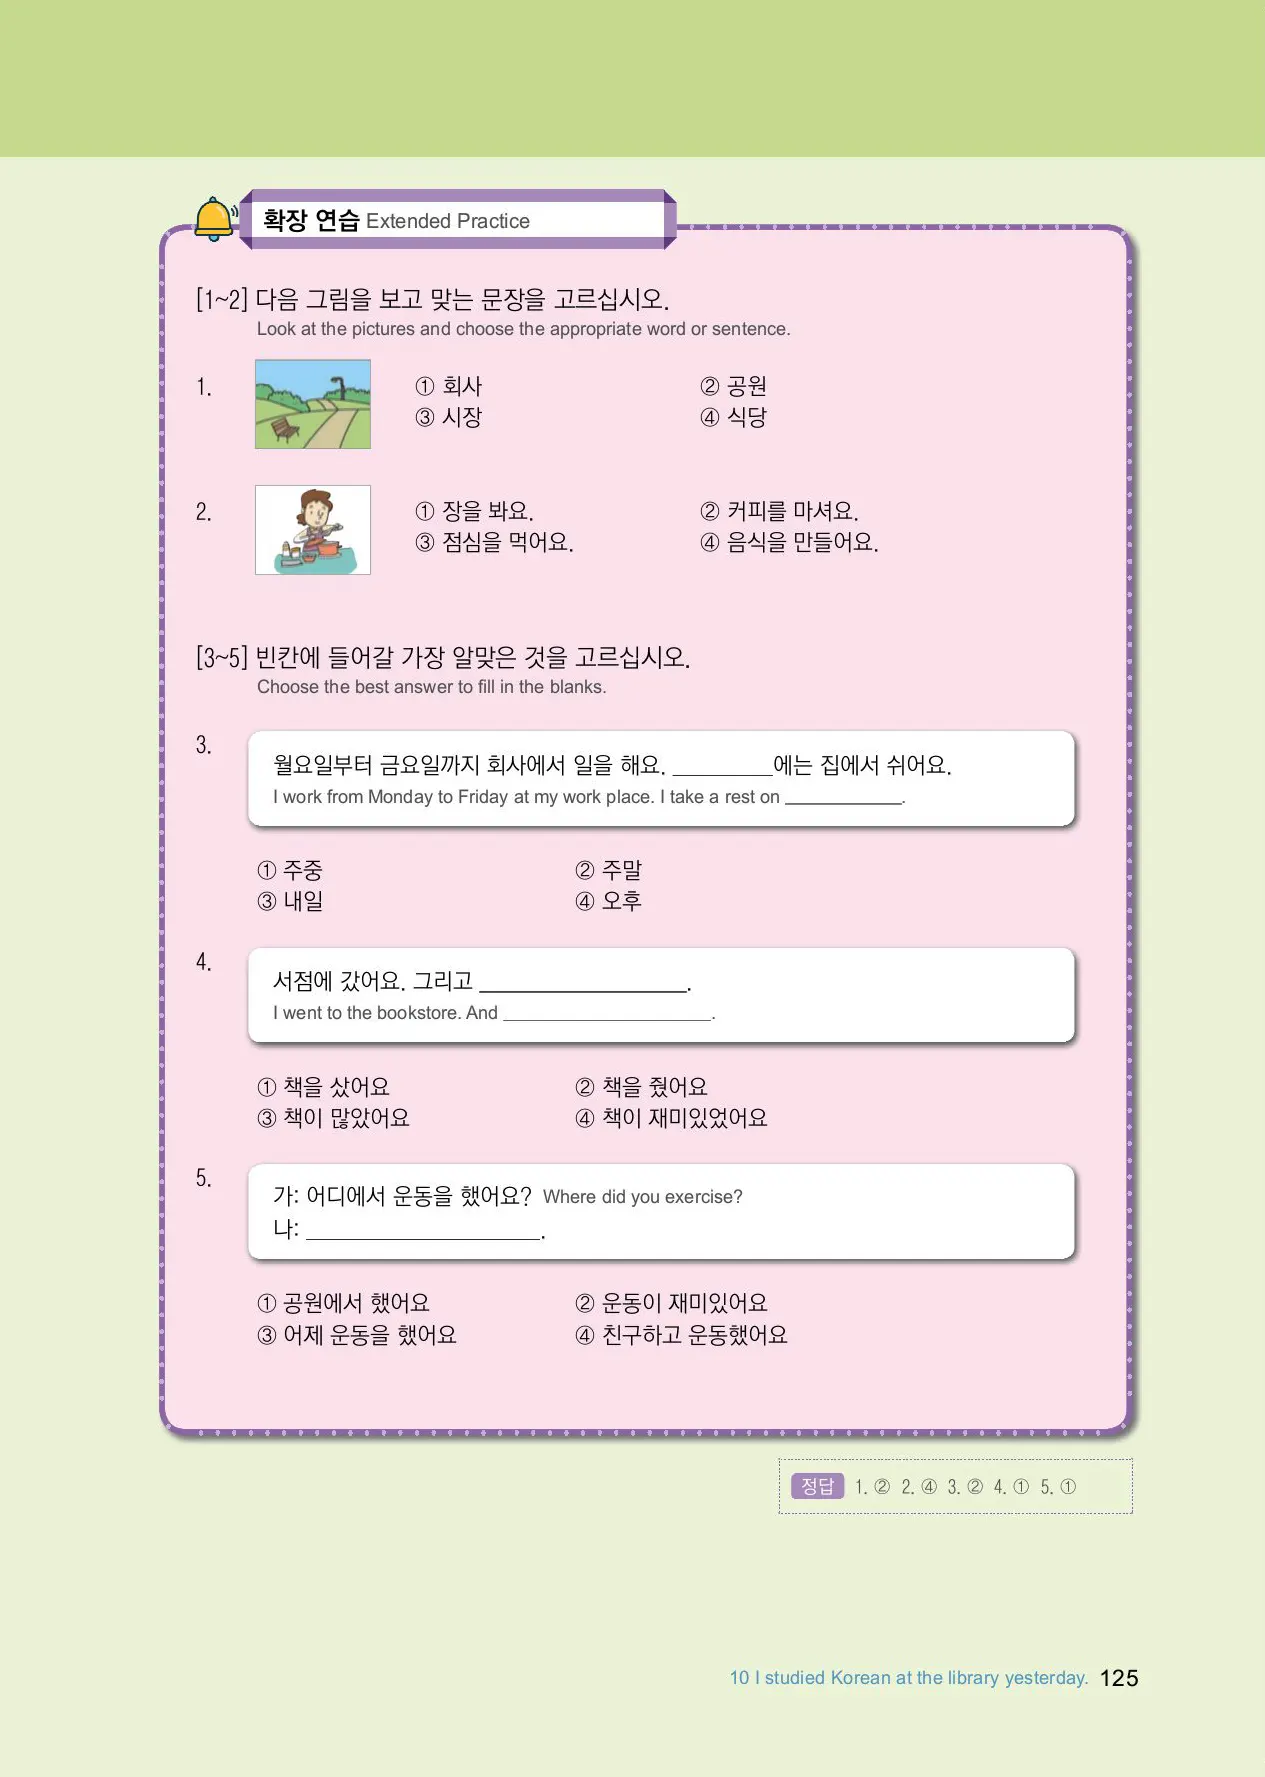 확장 연습 Extended Practice
[1~2] 다음 그림을 보고 맞는 문장을 고르십시오.
Look at the pictures and choose the appropriate word or sentence.
1.
① 회사 ② 공원
③ 시장 ④ 식당
2.
① 장을 봐요. ② 커피를 마셔요.
③ 점심을 먹어요. ④ 음식을 만들어요.
[3~5] 빈칸에 들어갈 가장 알맞은 것을 고르십시오.
Choose the best answer to fill in the blanks.
3.
월요일부터 금요일까지 회사에서 일을 해요. _________에는 집에서 쉬어요.
I work from Monday to Friday at my work place. I take a rest on ___________.
① 주중 ② 주말
③ 내일 ④ 오후
4.
서점에 갔어요. 그리고 ___________________.
I went to the bookstore. And ____________________.
① 책을 샀어요 ② 책을 줬어요
③ 책이 많았어요 ④ 책이 재미있었어요
5.
가: 어디에서 운동을 했어요? Where did you exercise?
나: _____________________.
① 공원에서 했어요 ② 운동이 재미있어요
③ 어제 운동을 했어요 ④ 친구하고 운동했어요
정답 1. ② 2. ④ 3. ② 4. ① 5. ①
10 I studied Korean at the library yesterday. 125